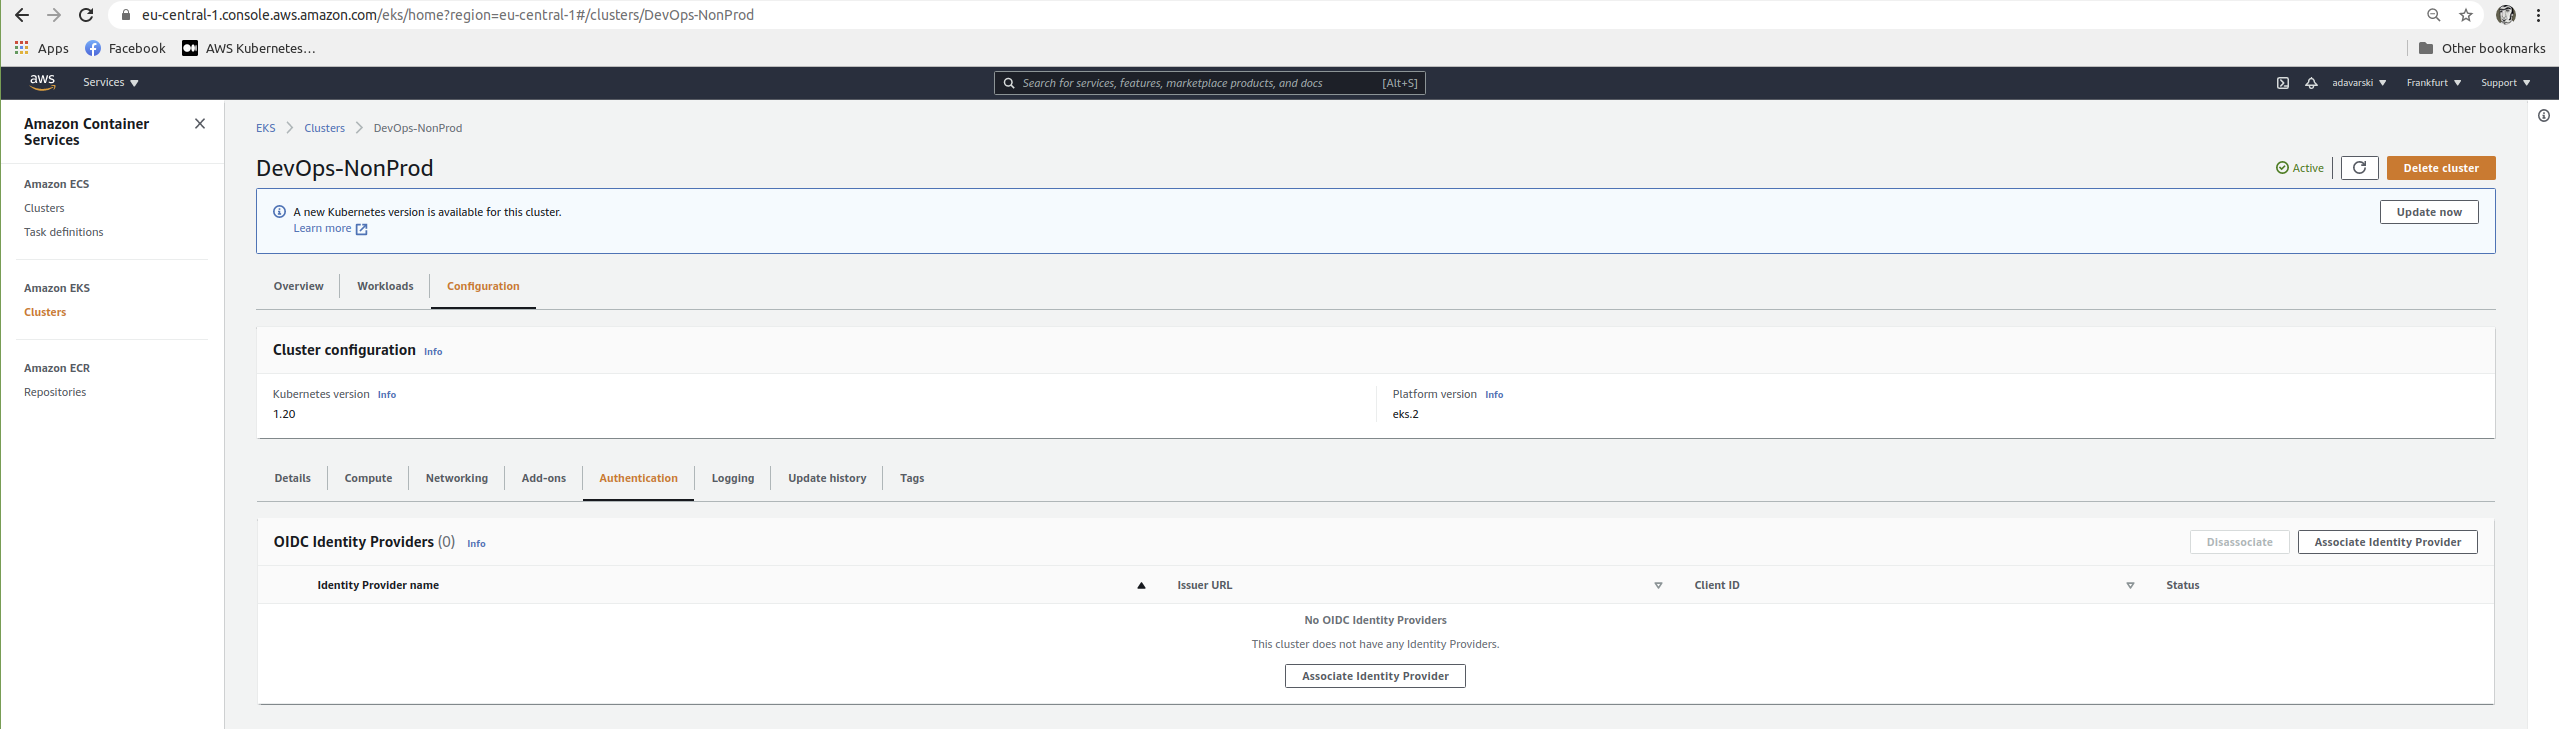 eu-central-1.console.aws.amazon.com/eks/home?region=eu-central-1#/clusters/DevOps-NonProd
Apps Facebook AWS Kubernetes... Other bookmarks
aws Services Search for services, features, marketplace products, and docs [Alt+S] adavarski Frankfurt Support
Amazon Container
Services
Amazon ECS
Clusters
Task definitions
Amazon EKS
Clusters
Amazon ECR
Repositories
EKS Clusters DevOps-NonProd
DevOps-NonProd Active Delete cluster
A new Kubernetes version is available for this cluster. Update now
Learn more
Overview Workloads Configuration
Cluster configuration Info
Kubernetes version Info Platform version Info
1.20 eks.2
Details Compute Networking Add-ons Authentication Logging Update history Tags
OIDC Identity Providers (0) Info Disassociate Associate Identity Provider
Identity Provider name Issuer URL Client ID Status
No OIDC Identity Providers
This cluster does not have any Identity Providers.
Associate Identity Provider